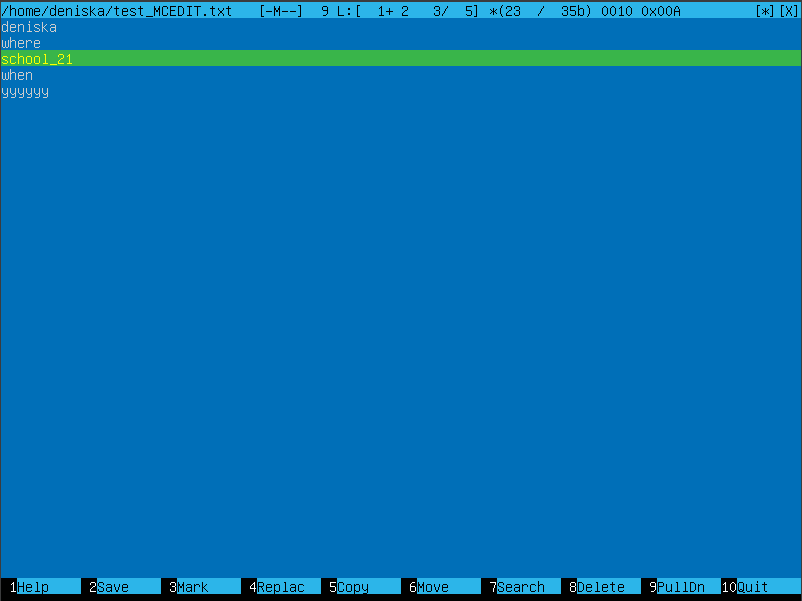 /home/deniska/test_MCEDIT.txt   [-M--]  9 L:[  1+ 2   3/  5] *(23  /  35b) 0010 0x00A         [*][X]
deniska
where
school_21
when
yyyyyy
1Help 2Save 3Mark 4Replac 5Copy 6Move 7Search 8Delete 9PullDn 10Quit